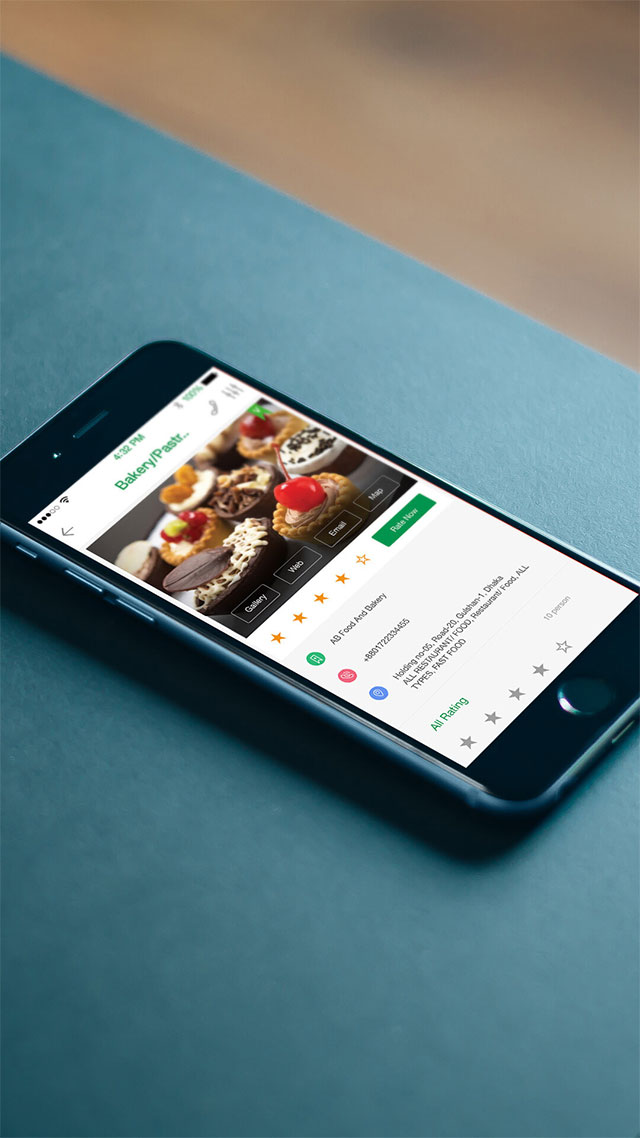 4:32 PM
100%
Bakery/Pastr..
Gallery
Web
Email
Map
Rate Now
AB Food And Bakery
+8801722334455
Holding no-05, Road-20, Gulshan-1, Dhaka
ALL RESTAURANT/ FOOD, Restaurant/ Food, ALL
TYPES, FAST FOOD
All Rating
10 person